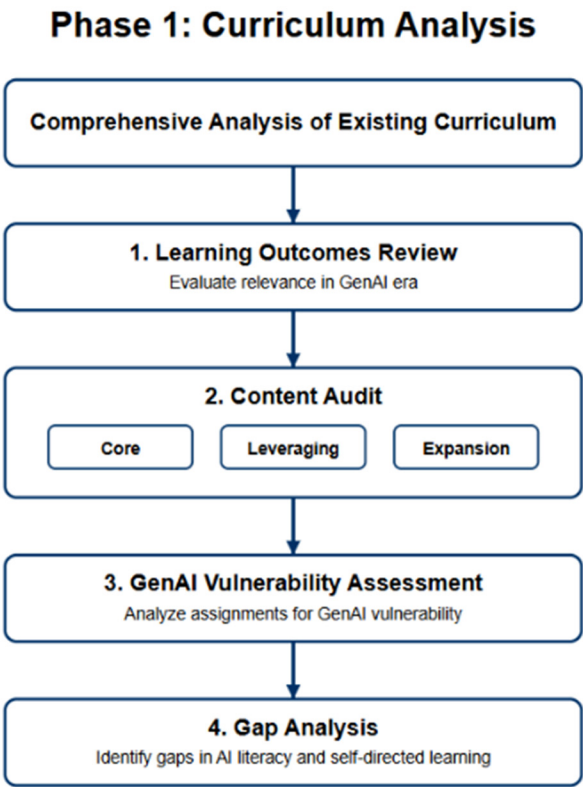 Phase 1: Curriculum Analysis
Comprehensive Analysis of Existing Curriculum
1. Learning Outcomes Review
Evaluate relevance in GenAI era
2. Content Audit
Core
Leveraging
Expansion
3. GenAI Vulnerability Assessment
Analyze assignments for GenAI vulnerability
4. Gap Analysis
Identify gaps in AI literacy and self-directed learning